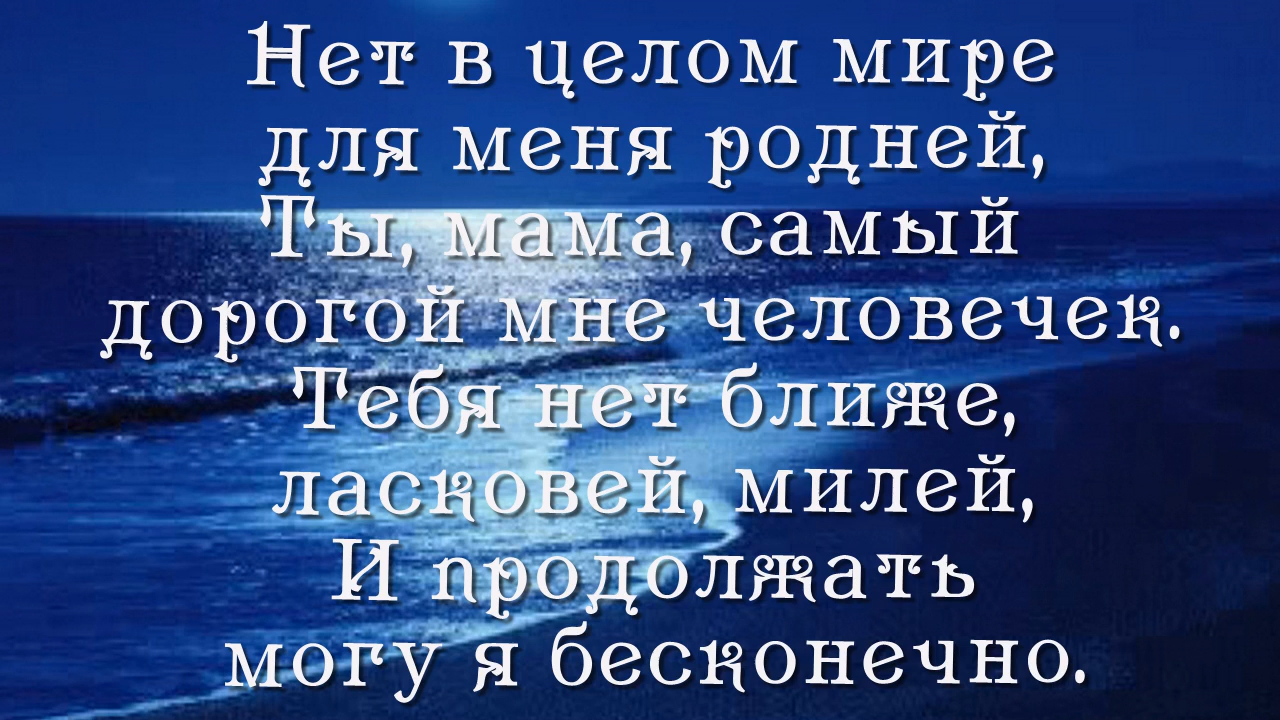 Нет в целом мире
для меня родней,
Ты, мама, самый
дорогой мне человечек.
Тебя нет ближе,
ласковей, милей,
И продолжать
могу я бесконечно.